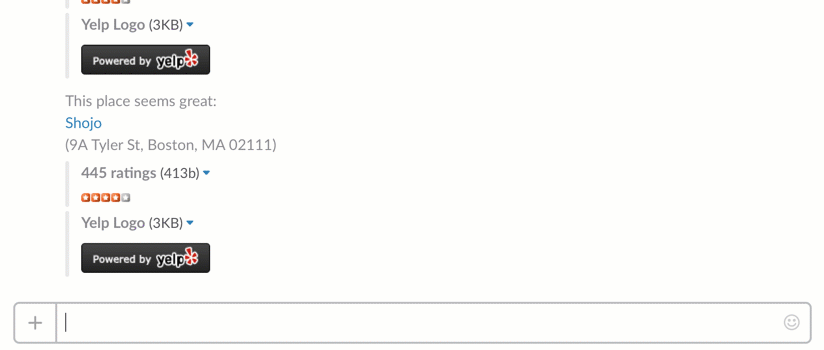 Yelp Logo (3KB)
Powered by yelp
This place seems great:
Shojo
(9A Tyler St, Boston, MA 02111)
445 ratings (413b)
Yelp Logo (3KB)
Powered by yelp